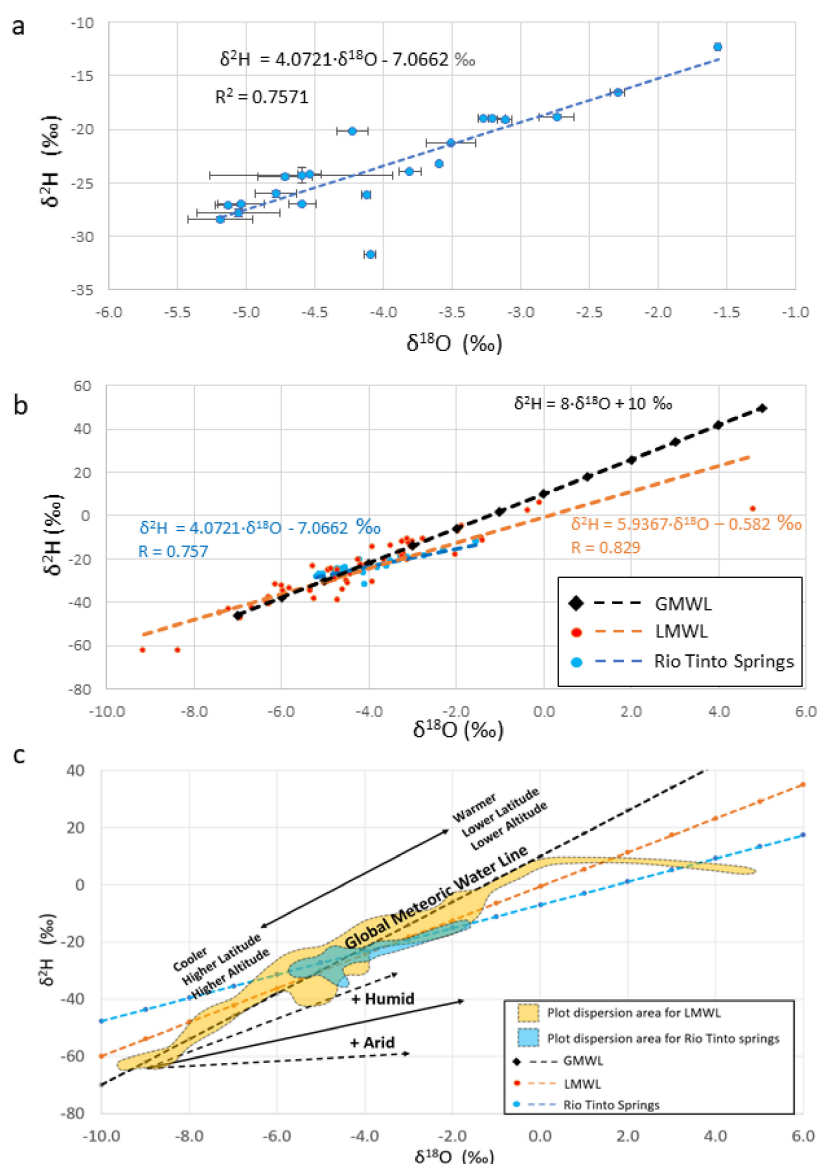 a
δ²H = 4.0721·δ¹⁸O - 7.0662 ‰
R² = 0.7571
-10
-15
-20
-25
-30
-35
δ²H (‰)
-6.0 -5.5 -5.0 -4.5 -4.0 -3.5 -3.0 -2.5 -2.0 -1.5 -1.0
δ¹⁸O (‰)
b
δ²H = 8·δ¹⁸O + 10 ‰
δ²H = 4.0721·δ¹⁸O - 7.0662 ‰
R = 0.757
δ²H = 5.9367·δ¹⁸O – 0.582 ‰
R = 0.829
60
40
20
0
-20
-40
-60
-80
δ²H (‰)
GMWL
LMWL
Rio Tinto Springs
-10.0 -8.0 -6.0 -4.0 -2.0 0.0 2.0 4.0 6.0
δ¹⁸O (‰)
c
40
20
0
-20
-40
-60
-80
δ²H (‰)
Warmer
Lower Latitude
Lower Altitude
Global Meteoric Water Line
Cooler
Higher Latitude
Higher Altitude
+ Humid
+ Arid
Plot dispersion area for LMWL
Plot dispersion area for Rio Tinto springs
GMWL
LMWL
Rio Tinto Springs
-10.0 -8.0 -6.0 -4.0 -2.0 0.0 2.0 4.0 6.0
δ¹⁸O (‰)